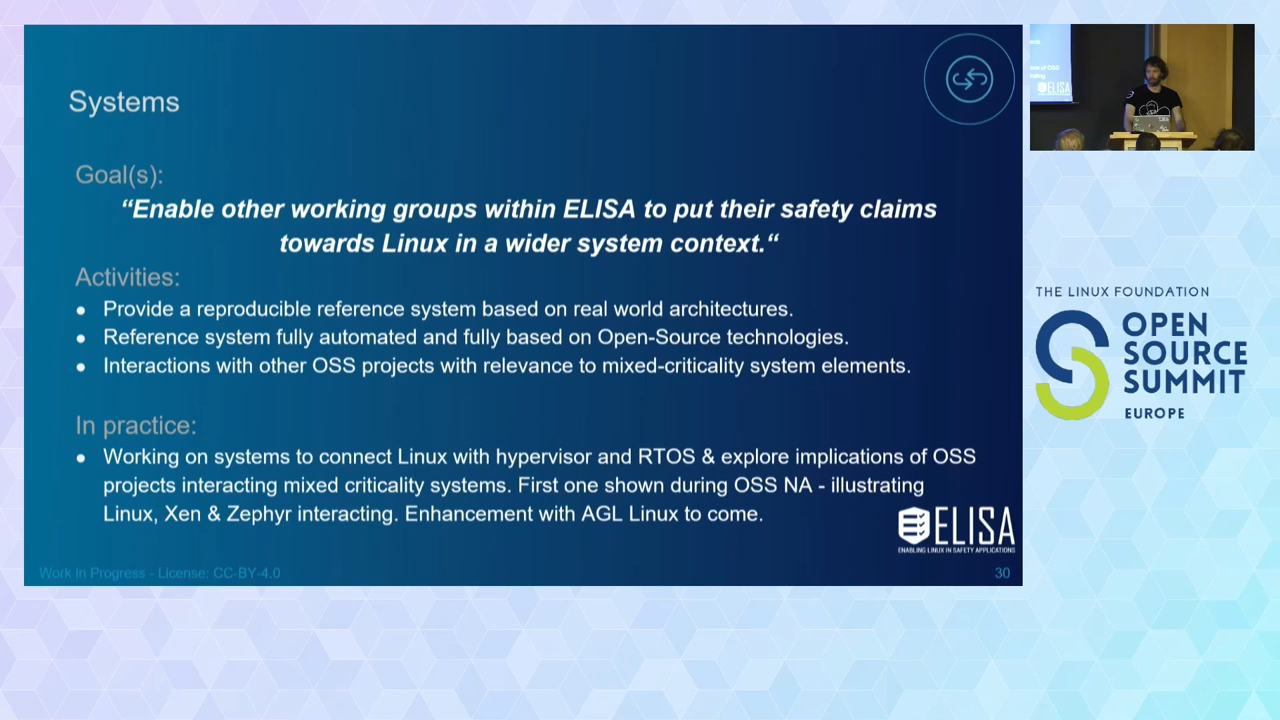 Systems
Goal(s):
“Enable other working groups within ELISA to put their safety claims
towards Linux in a wider system context.“
Activities:
● Provide a reproducible reference system based on real world architectures.
● Reference system fully automated and fully based on Open-Source technologies.
● Interactions with other OSS projects with relevance to mixed-criticality system elements.
In practice:
● Working on systems to connect Linux with hypervisor and RTOS & explore implications of OSS
projects interacting mixed criticality systems. First one shown during OSS NA - illustrating
Linux, Xen & Zephyr interacting. Enhancement with AGL Linux to come.
ELISA
ENABLING LINUX IN SAFETY APPLICATIONS
Work in Progress - License: CC-BY-4.0
30
ELISA
THE LINUX FOUNDATION
OPEN
SOURCE
SUMMIT
EUROPE